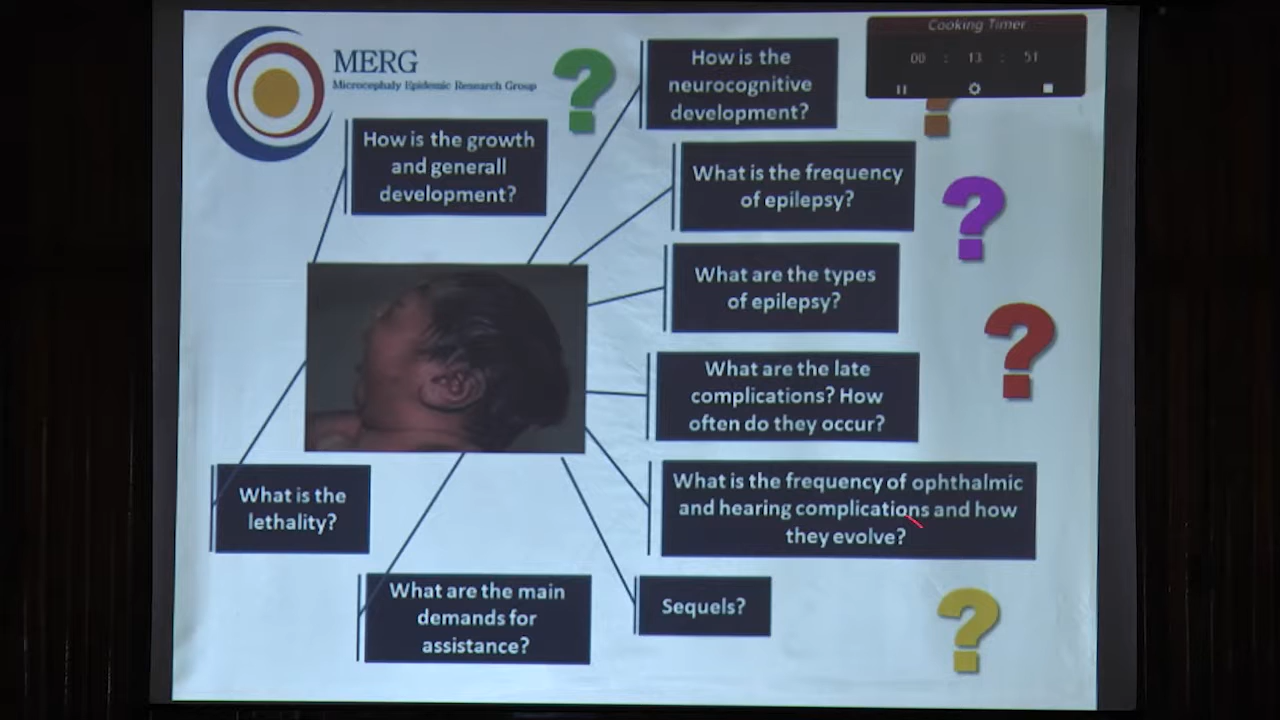 MERG
Microcephaly Epidemic Research Group
Cooking Timer
00 : 13 : 51
How is the
neurocognitive
development?
How is the growth
and generall
development?
What is the frequency
of epilepsy?
What are the types
of epilepsy?
What are the late
complications? How
often do they occur?
What is the frequency of ophthalmic
and hearing complications and how
they evolve?
What is the
lethality?
What are the main
demands for
assistance?
Sequels?